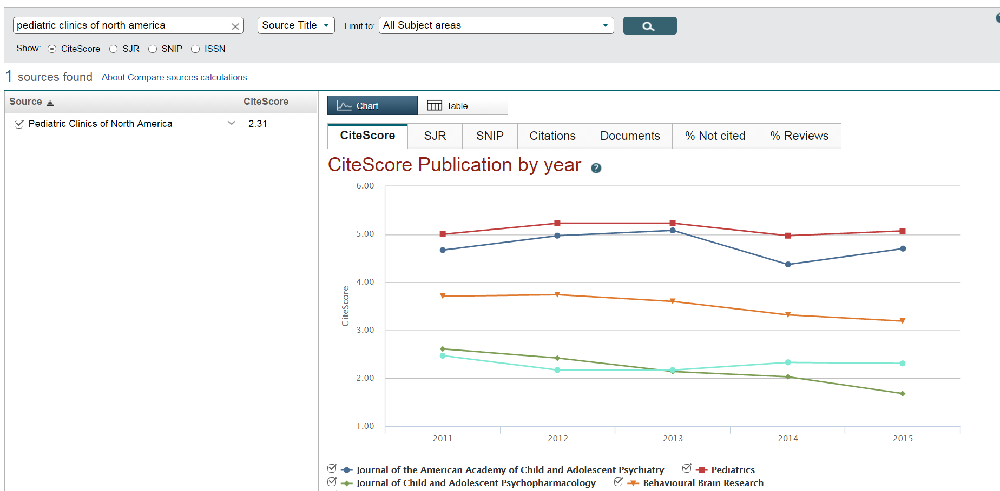 pediatric clinics of north america
Source Title
Limit to:
All Subject areas
Show:
CiteScore
SJR
SNIP
ISSN
1 sources found
About Compare sources calculations
Source
CiteScore
Pediatric Clinics of North America
2.31
Chart
Table
CiteScore
SJR
SNIP
Citations
Documents
% Not cited
% Reviews
CiteScore Publication by year
?
6.00
5.00
4.00
3.00
2.00
1.00
CiteScore
2011
2012
2013
2014
2015
Journal of the American Academy of Child and Adolescent Psychiatry
Pediatrics
Journal of Child and Adolescent Psychopharmacology
Behavioural Brain Research